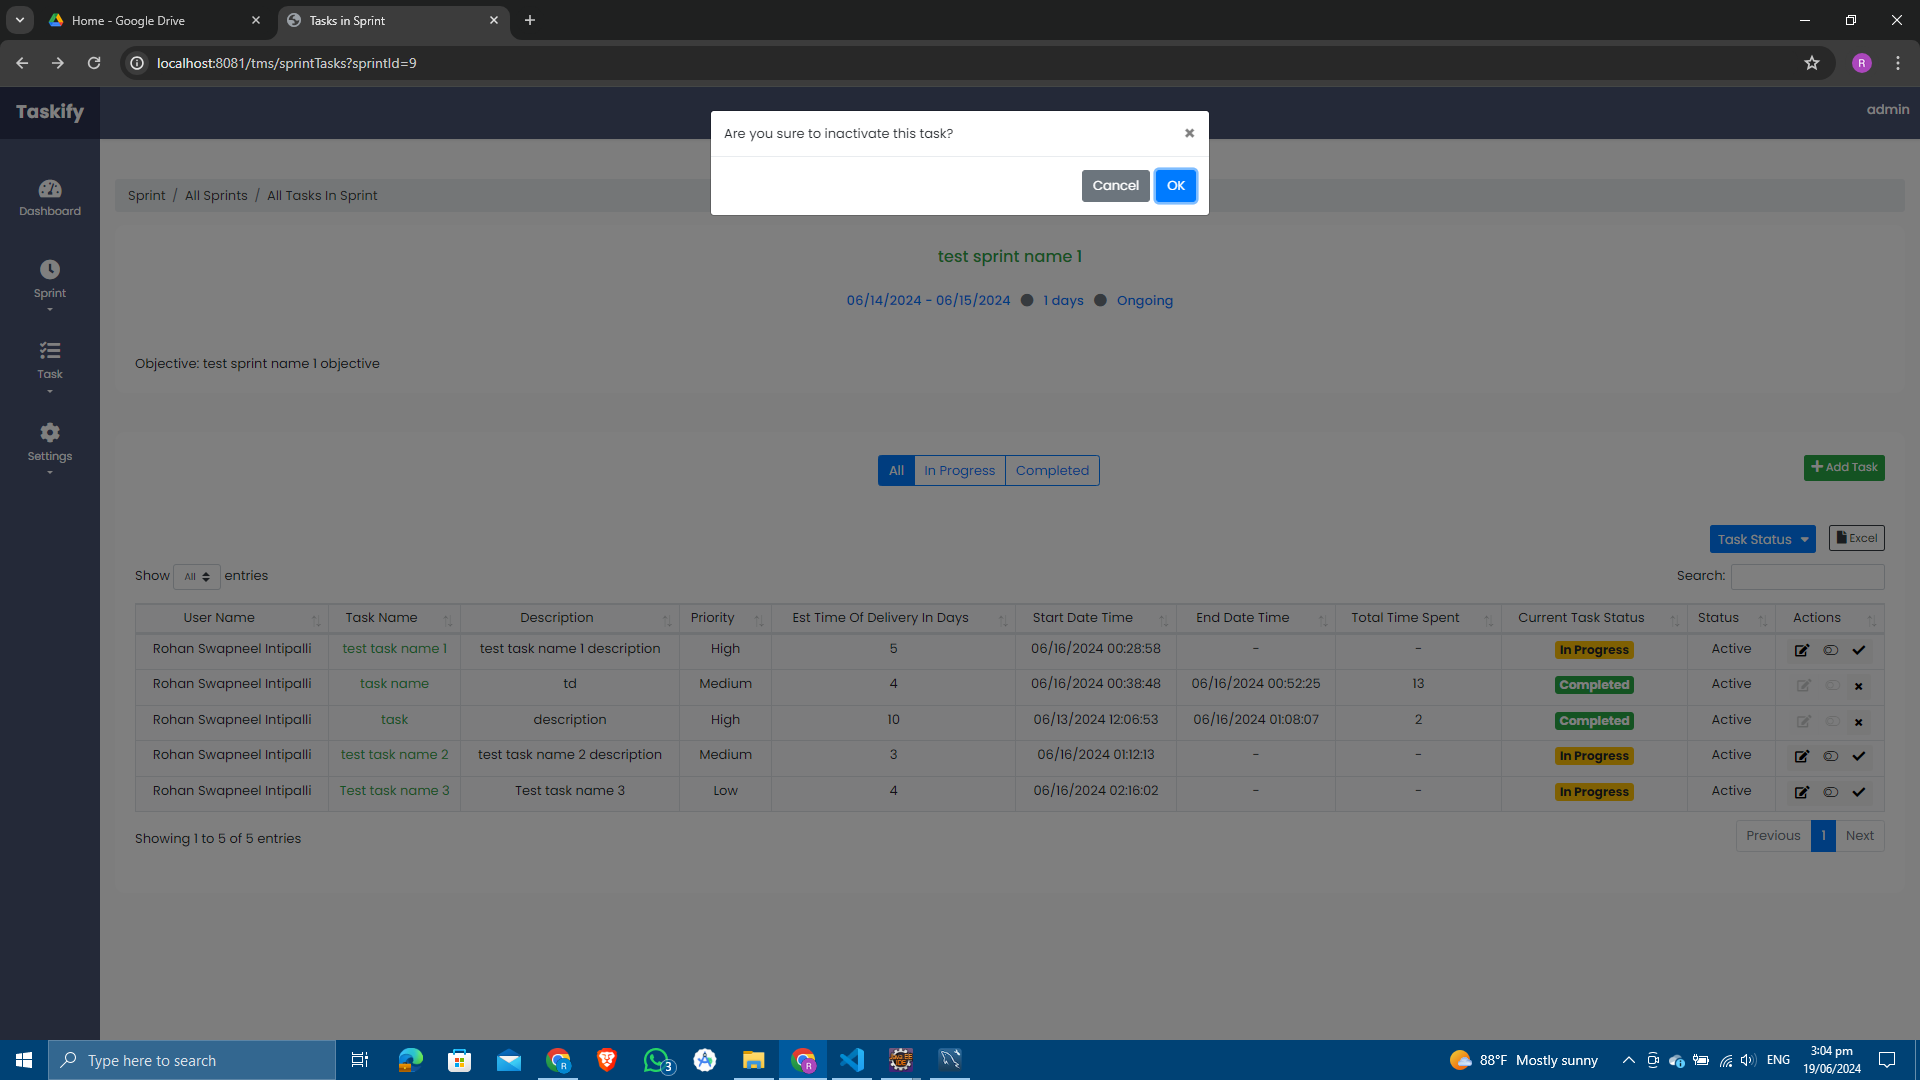 Home - Google Drive
Tasks in Sprint
localhost:8081/tms/sprintTasks?sprintId=9
R
Taskify
admin
Are you sure to inactivate this task?
Cancel
OK
Dashboard
Sprint
Task
Settings
Sprint / All Sprints / All Tasks In Sprint
test sprint name 1
06/14/2024 - 06/15/2024 ● 1 days ● Ongoing
Objective: test sprint name 1 objective
All In Progress Completed
Add Task
Task Status
Excel
Show All entries
Search:
User Name Task Name Description Priority Est Time Of Delivery In Days Start Date Time End Date Time Total Time Spent Current Task Status Status Actions
Rohan Swapneel Intipalli test task name 1 test task name 1 description High 5 06/16/2024 00:28:58 - - In Progress Active
Rohan Swapneel Intipalli task name td Medium 4 06/16/2024 00:38:48 06/16/2024 00:52:25 13 Completed Active
Rohan Swapneel Intipalli task description High 10 06/13/2024 12:06:53 06/16/2024 01:08:07 2 Completed Active
Rohan Swapneel Intipalli test task name 2 test task name 2 description Medium 3 06/16/2024 01:12:13 - - In Progress Active
Rohan Swapneel Intipalli Test task name 3 Test task name 3 Low 4 06/16/2024 02:16:02 - - In Progress Active
Showing 1 to 5 of 5 entries
Previous 1 Next
Type here to search
3
88°F Mostly sunny
ENG
3:04 pm
19/06/2024